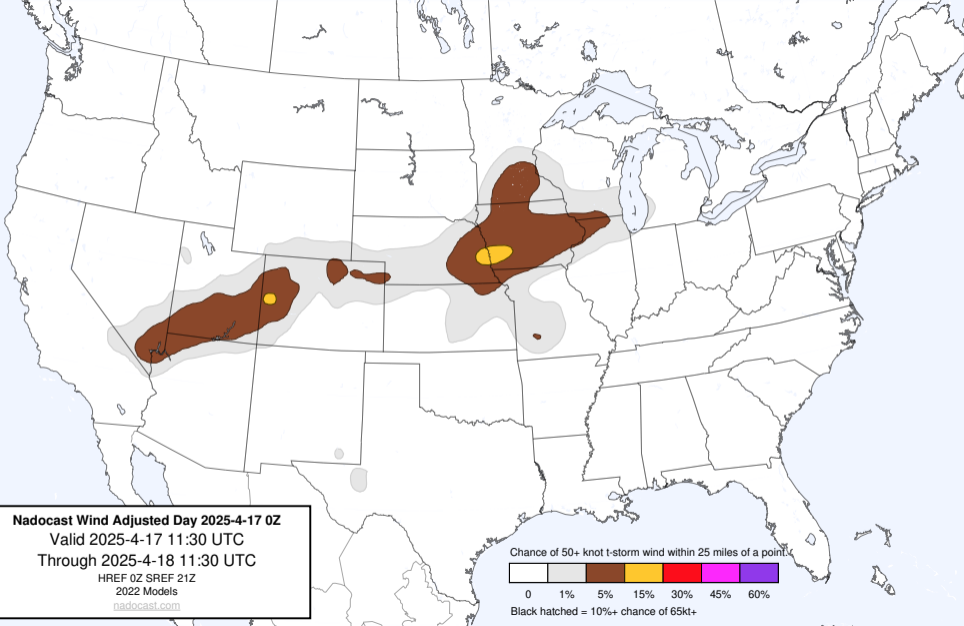 Nadocast Wind Adjusted Day 2025-4-17 0Z
Valid 2025-4-17 11:30 UTC
Through 2025-4-18 11:30 UTC
HREF 0Z SREF 21Z
2022 Models
nadocast.com
Chance of 50+ knot t-storm wind within 25 miles of a point.
0 1% 5% 15% 30% 45% 60%
Black hatched = 10%+ chance of 65kt+